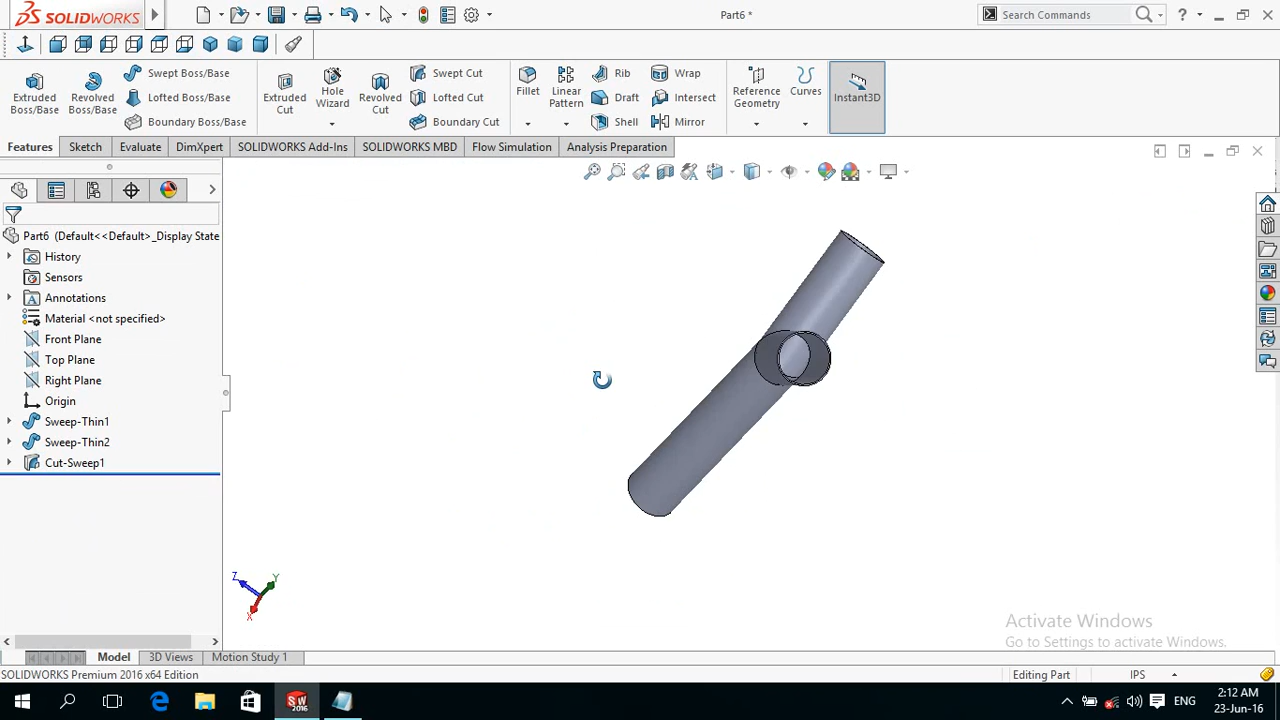 SOLIDWORKS
Part6 *
Search Commands
?
Extruded Boss/Base
Revolved Boss/Base
Swept Boss/Base
Lofted Boss/Base
Boundary Boss/Base
Extruded Cut
Hole Wizard
Revolved Cut
Swept Cut
Lofted Cut
Boundary Cut
Fillet
Linear Pattern
Rib
Draft
Shell
Wrap
Intersect
Mirror
Reference Geometry
Curves
Instant3D
Features
Sketch
Evaluate
DimXpert
SOLIDWORKS Add-Ins
SOLIDWORKS MBD
Flow Simulation
Analysis Preparation
Part6 (Default<<Default>_Display State
History
Sensors
Annotations
Material <not specified>
Front Plane
Top Plane
Right Plane
Origin
Sweep-Thin1
Sweep-Thin2
Cut-Sweep1
Z
Y
X
Activate Windows
Go to Settings to activate Windows.
Model
3D Views
Motion Study 1
SOLIDWORKS Premium 2016 x64 Edition
Editing Part
IPS
SW
2016
ENG
2:12 AM
23-Jun-16